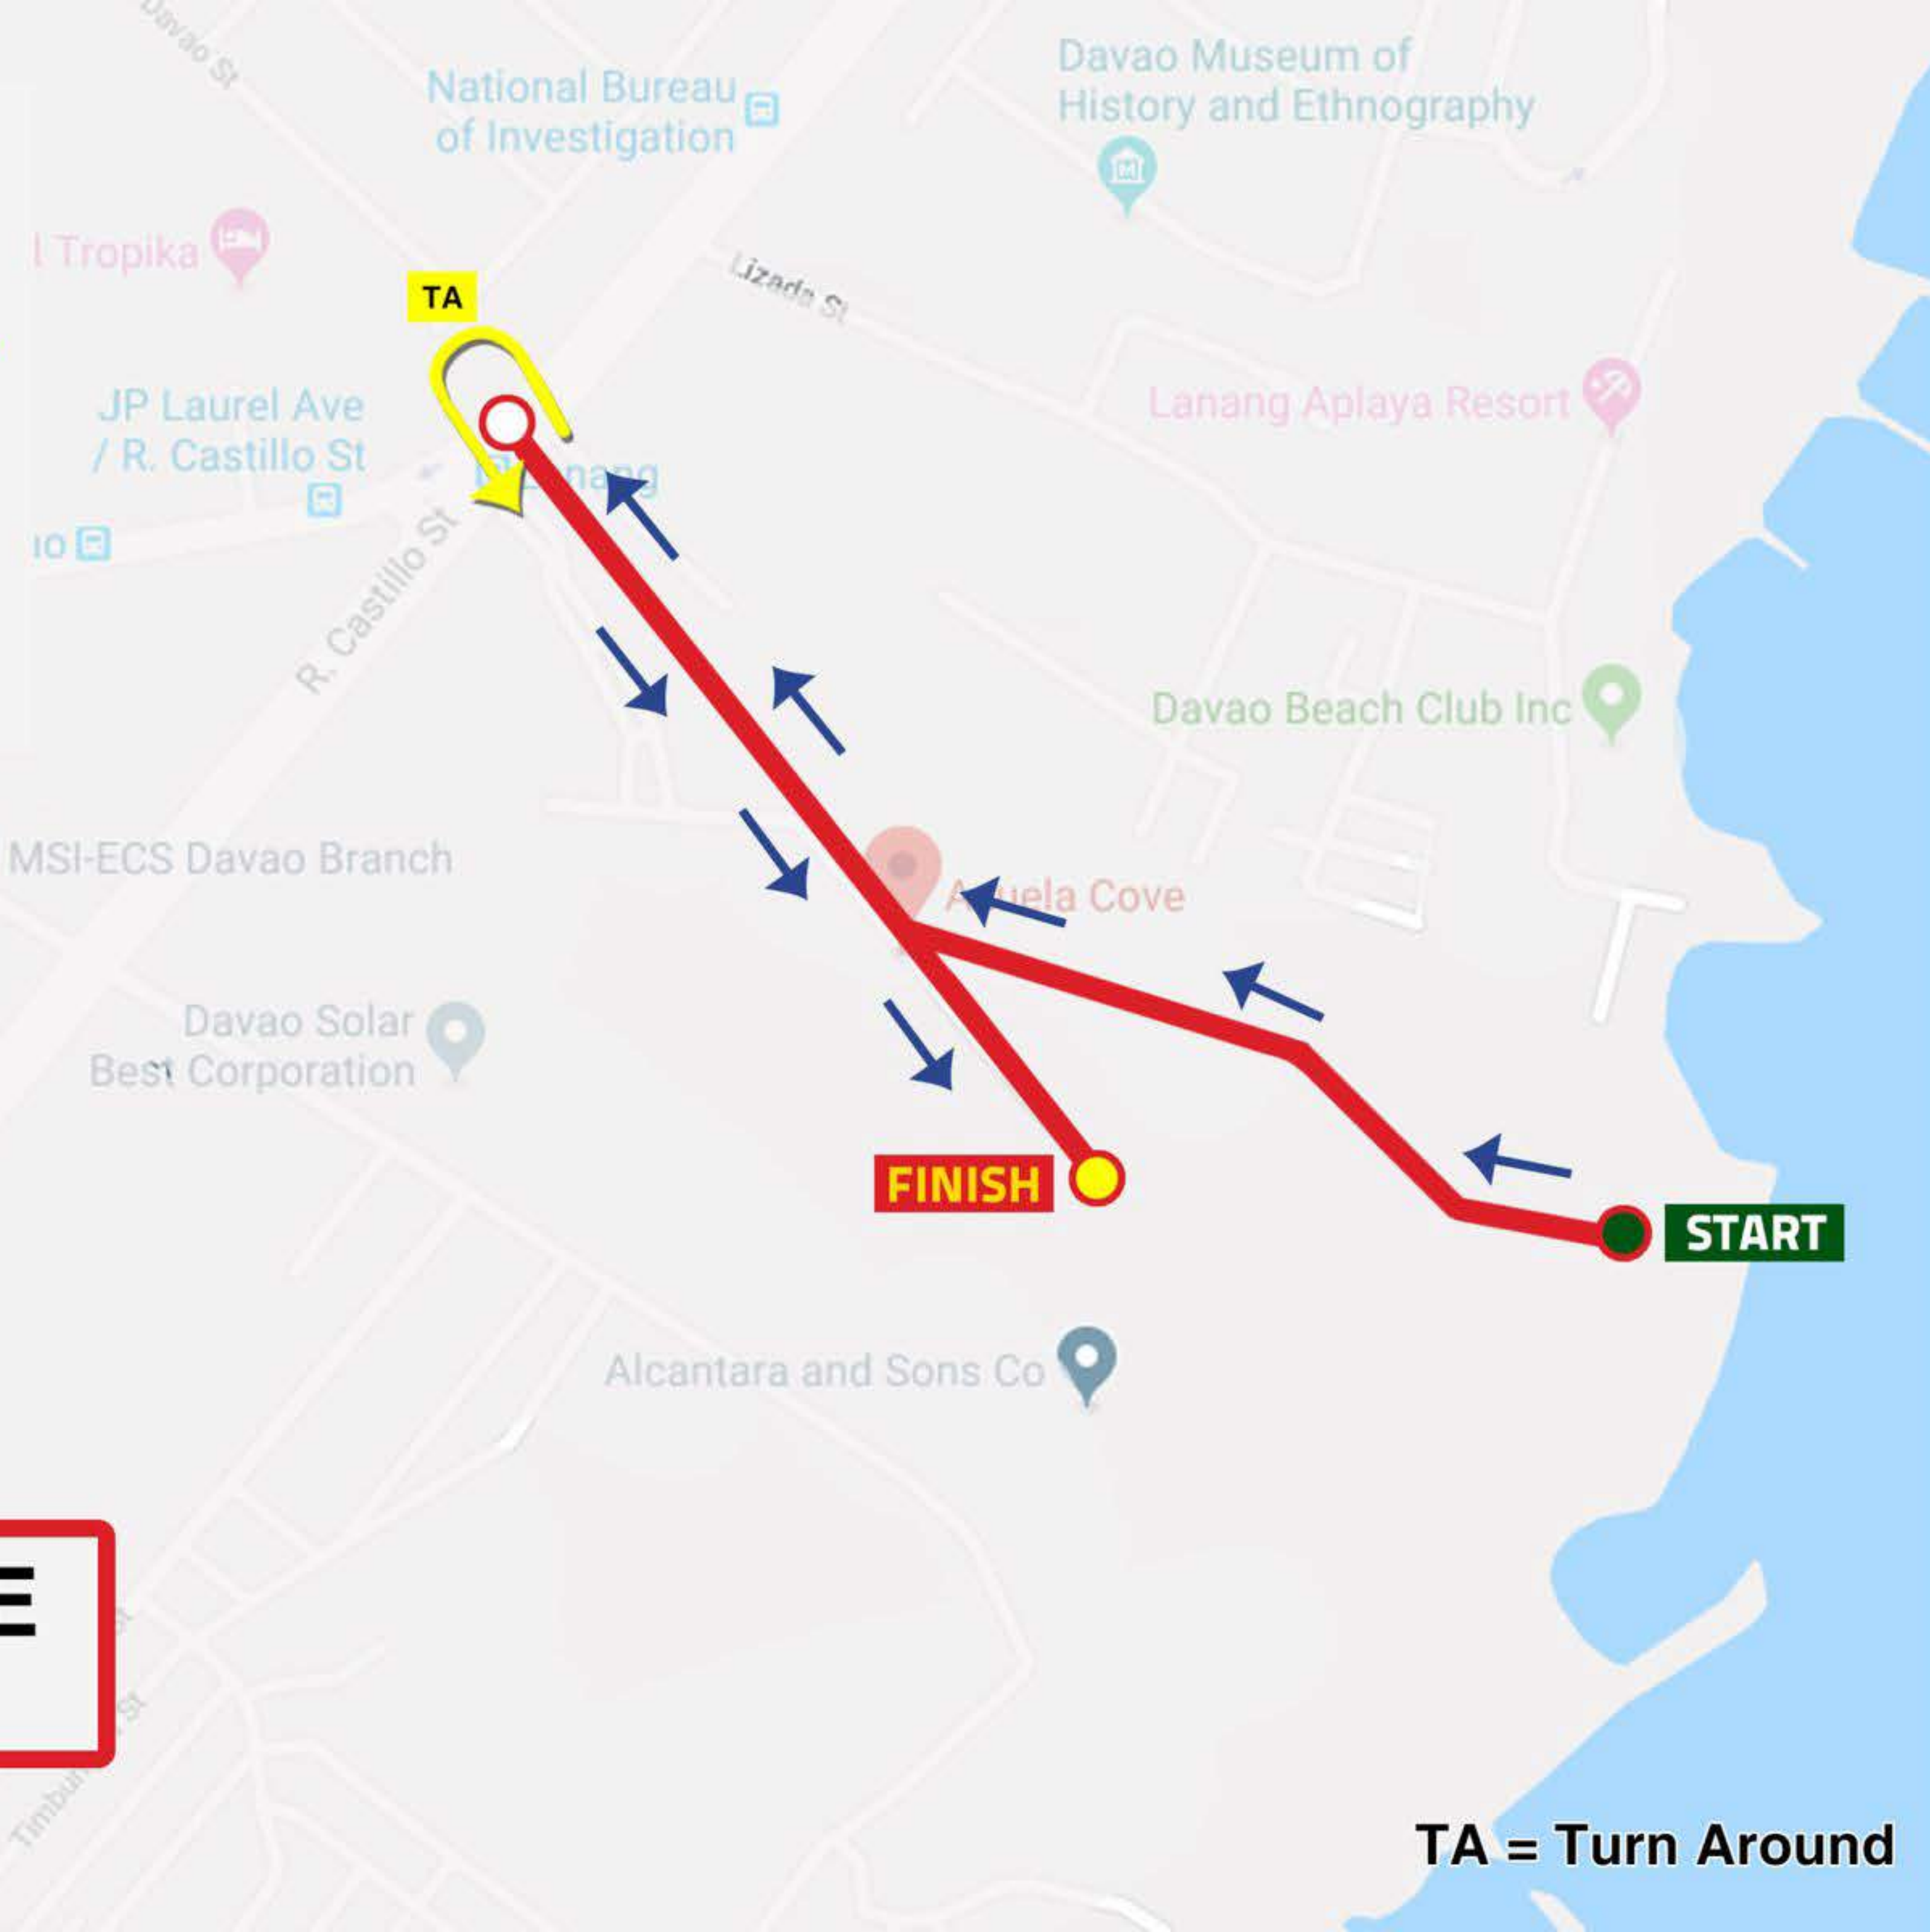 Davao St
National Bureau
of Investigation
Davao Museum of
History and Ethnography
l Tropika
TA
Lizada St
JP Laurel Ave
/ R. Castillo St
Lanang Aplaya Resort
R. Castillo St
Davao Beach Club Inc
MSI-ECS Davao Branch
Cove
Davao Solar
Best Corporation
FINISH
START
Alcantara and Sons Co
E
St
St
TA = Turn Around